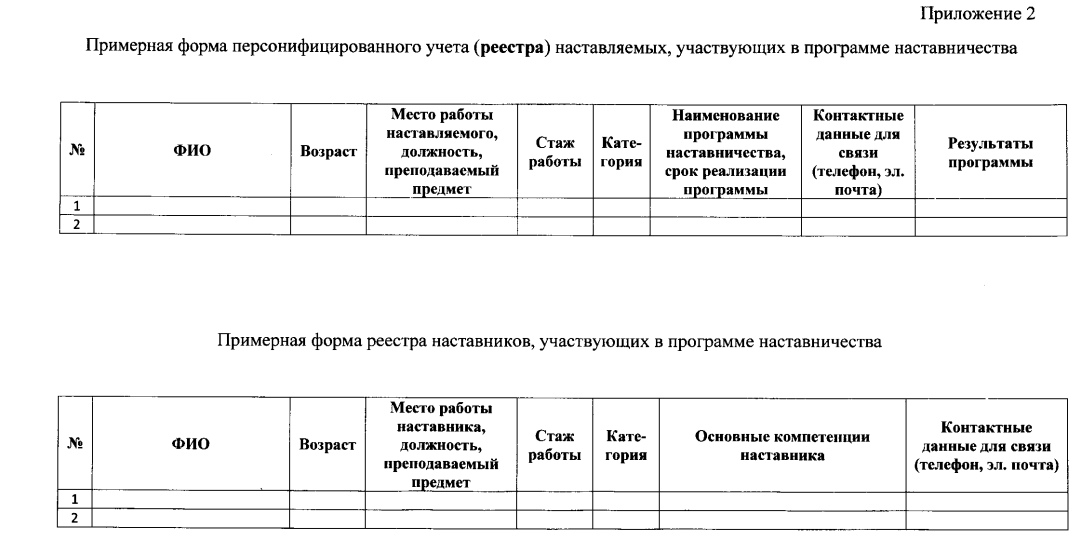 Приложение 2
Примерная форма персонифицированного учета (реестра) наставляемых, участвующих в программе наставничества
№
ФИО
Возраст
Место работы
наставляемого,
должность,
преподаваемый
предмет
Стаж
работы
Кате-
гория
Наименование
программы
наставничества,
срок реализации
программы
Контактные
данные для
связи
(телефон, эл.
почта)
Результаты
программы
1
2
Примерная форма реестра наставников, участвующих в программе наставничества
№
ФИО
Возраст
Место работы
наставника,
должность,
преподаваемый
предмет
Стаж
работы
Кате-
гория
Основные компетенции
наставника
Контактные
данные для связи
(телефон, эл. почта)
1
2